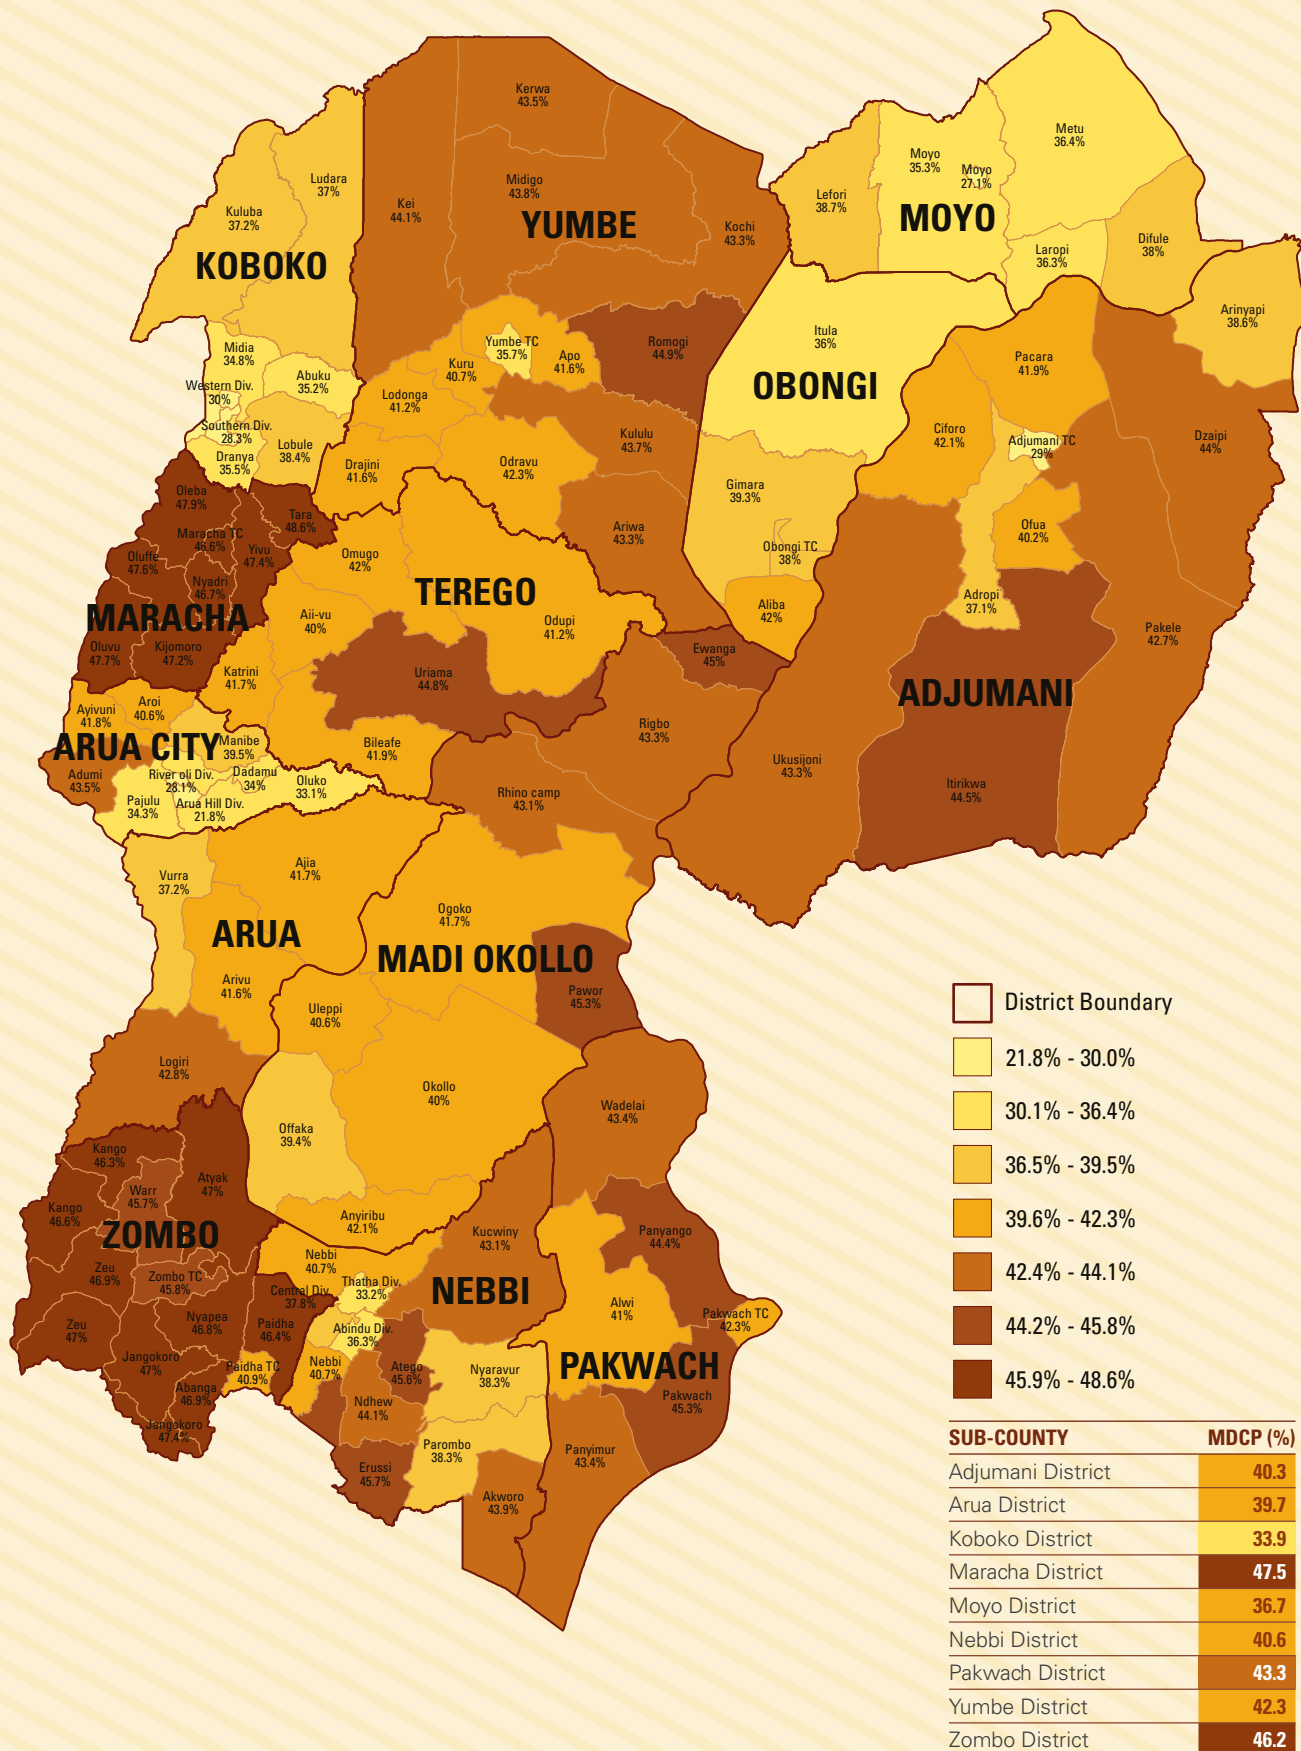 Kerwa
43.5%
Metu
36.4%
Moyo
35.3%
Moyo
27.1%
Ludara
37%
Midigo
43.8%
Kei
44.1%
Lefori
38.7%
Kuluba
37.2%
YUMBE
MOYO
Kochi
43.3%
Difule
38%
Laropi
36.3%
KOBOKO
Arinyapi
38.6%
Itula
36%
Midia
34.8%
Yumbe TC
35.7%
Romogi
44.9%
Apo
41.6%
Kuru
40.7%
Pacara
41.9%
Abuku
35.2%
Western Div.
30%
OBONGI
Lodonga
41.2%
Southern Div.
28.3%
Ciforo
42.1%
Kululu
43.7%
Adjumani TC
29%
Dzaipi
44%
Lobule
38.4%
Dranya
35.5%
Drajini
41.6%
Odravu
42.3%
Gimara
39.3%
Oleba
47.9%
Tara
48.6%
Maracha TC
46.6%
Ariwa
43.3%
Ofua
40.2%
Obongi TC
38%
Oluffe
47.6%
Yivu
47.4%
Omugo
42%
Nyadri
46.7%
TEREGO
Adropi
37.1%
Aliba
42%
MARACHA
Aii-vu
40%
Odupi
41.2%
Pakele
42.7%
Oluvu
47.7%
Kijomoro
47.2%
Ewanga
45%
Katrini
41.7%
Uriama
44.8%
ADJUMANI
Ayivuni
41.8%
Aroi
40.6%
Rigbo
43.3%
ARUA CITY
Manibe
39.5%
Bileafe
41.9%
Ukusijoni
43.3%
Adumi
43.5%
River oli Div.
28.1%
Dadamu
34%
Oluko
33.1%
Itirikwa
44.5%
Rhino camp
43.1%
Pajulu
34.3%
Arua Hill Div.
21.8%
Ajia
41.7%
Vurra
37.2%
Ogoko
41.7%
ARUA
MADI OKOLLO
Arivu
41.6%
Pawor
45.3%
Uleppi
40.6%
Logiri
42.8%
Okollo
40%
Wadelai
43.4%
Offaka
39.4%
Kango
46.3%
Atyak
47%
Warr
45.7%
Kango
46.6%
ZOMBO
Anyiribu
42.1%
Kucwiny
43.1%
Panyango
44.4%
Nebbi
40.7%
Zeu
46.9%
Zombo TC
45.8%
Thatha Div.
33.2%
Central Div.
37.8%
NEBBI
Alwi
41%
Pakwach TC
42.3%
Nyapea
46.8%
Paidha
46.4%
Zeu
47%
Abindu Div.
36.3%
Jangokoro
47%
Paidha TC
40.9%
Nebbi
40.7%
Atego
45.6%
Nyaravur
38.3%
PAKWACH
Abanga
46.9%
Pakwach
45.3%
Ndhew
44.1%
Jangokoro
47.4%
Parombo
38.3%
Panyimur
43.4%
Erussi
45.7%
Akworo
43.9%
District Boundary
21.8% - 30.0%
30.1% - 36.4%
36.5% - 39.5%
39.6% - 42.3%
42.4% - 44.1%
44.2% - 45.8%
45.9% - 48.6%
SUB-COUNTY MDCP (%)
Adjumani District 40.3
Arua District 39.7
Koboko District 33.9
Maracha District 47.5
Moyo District 36.7
Nebbi District 40.6
Pakwach District 43.3
Yumbe District 42.3
Zombo District 46.2